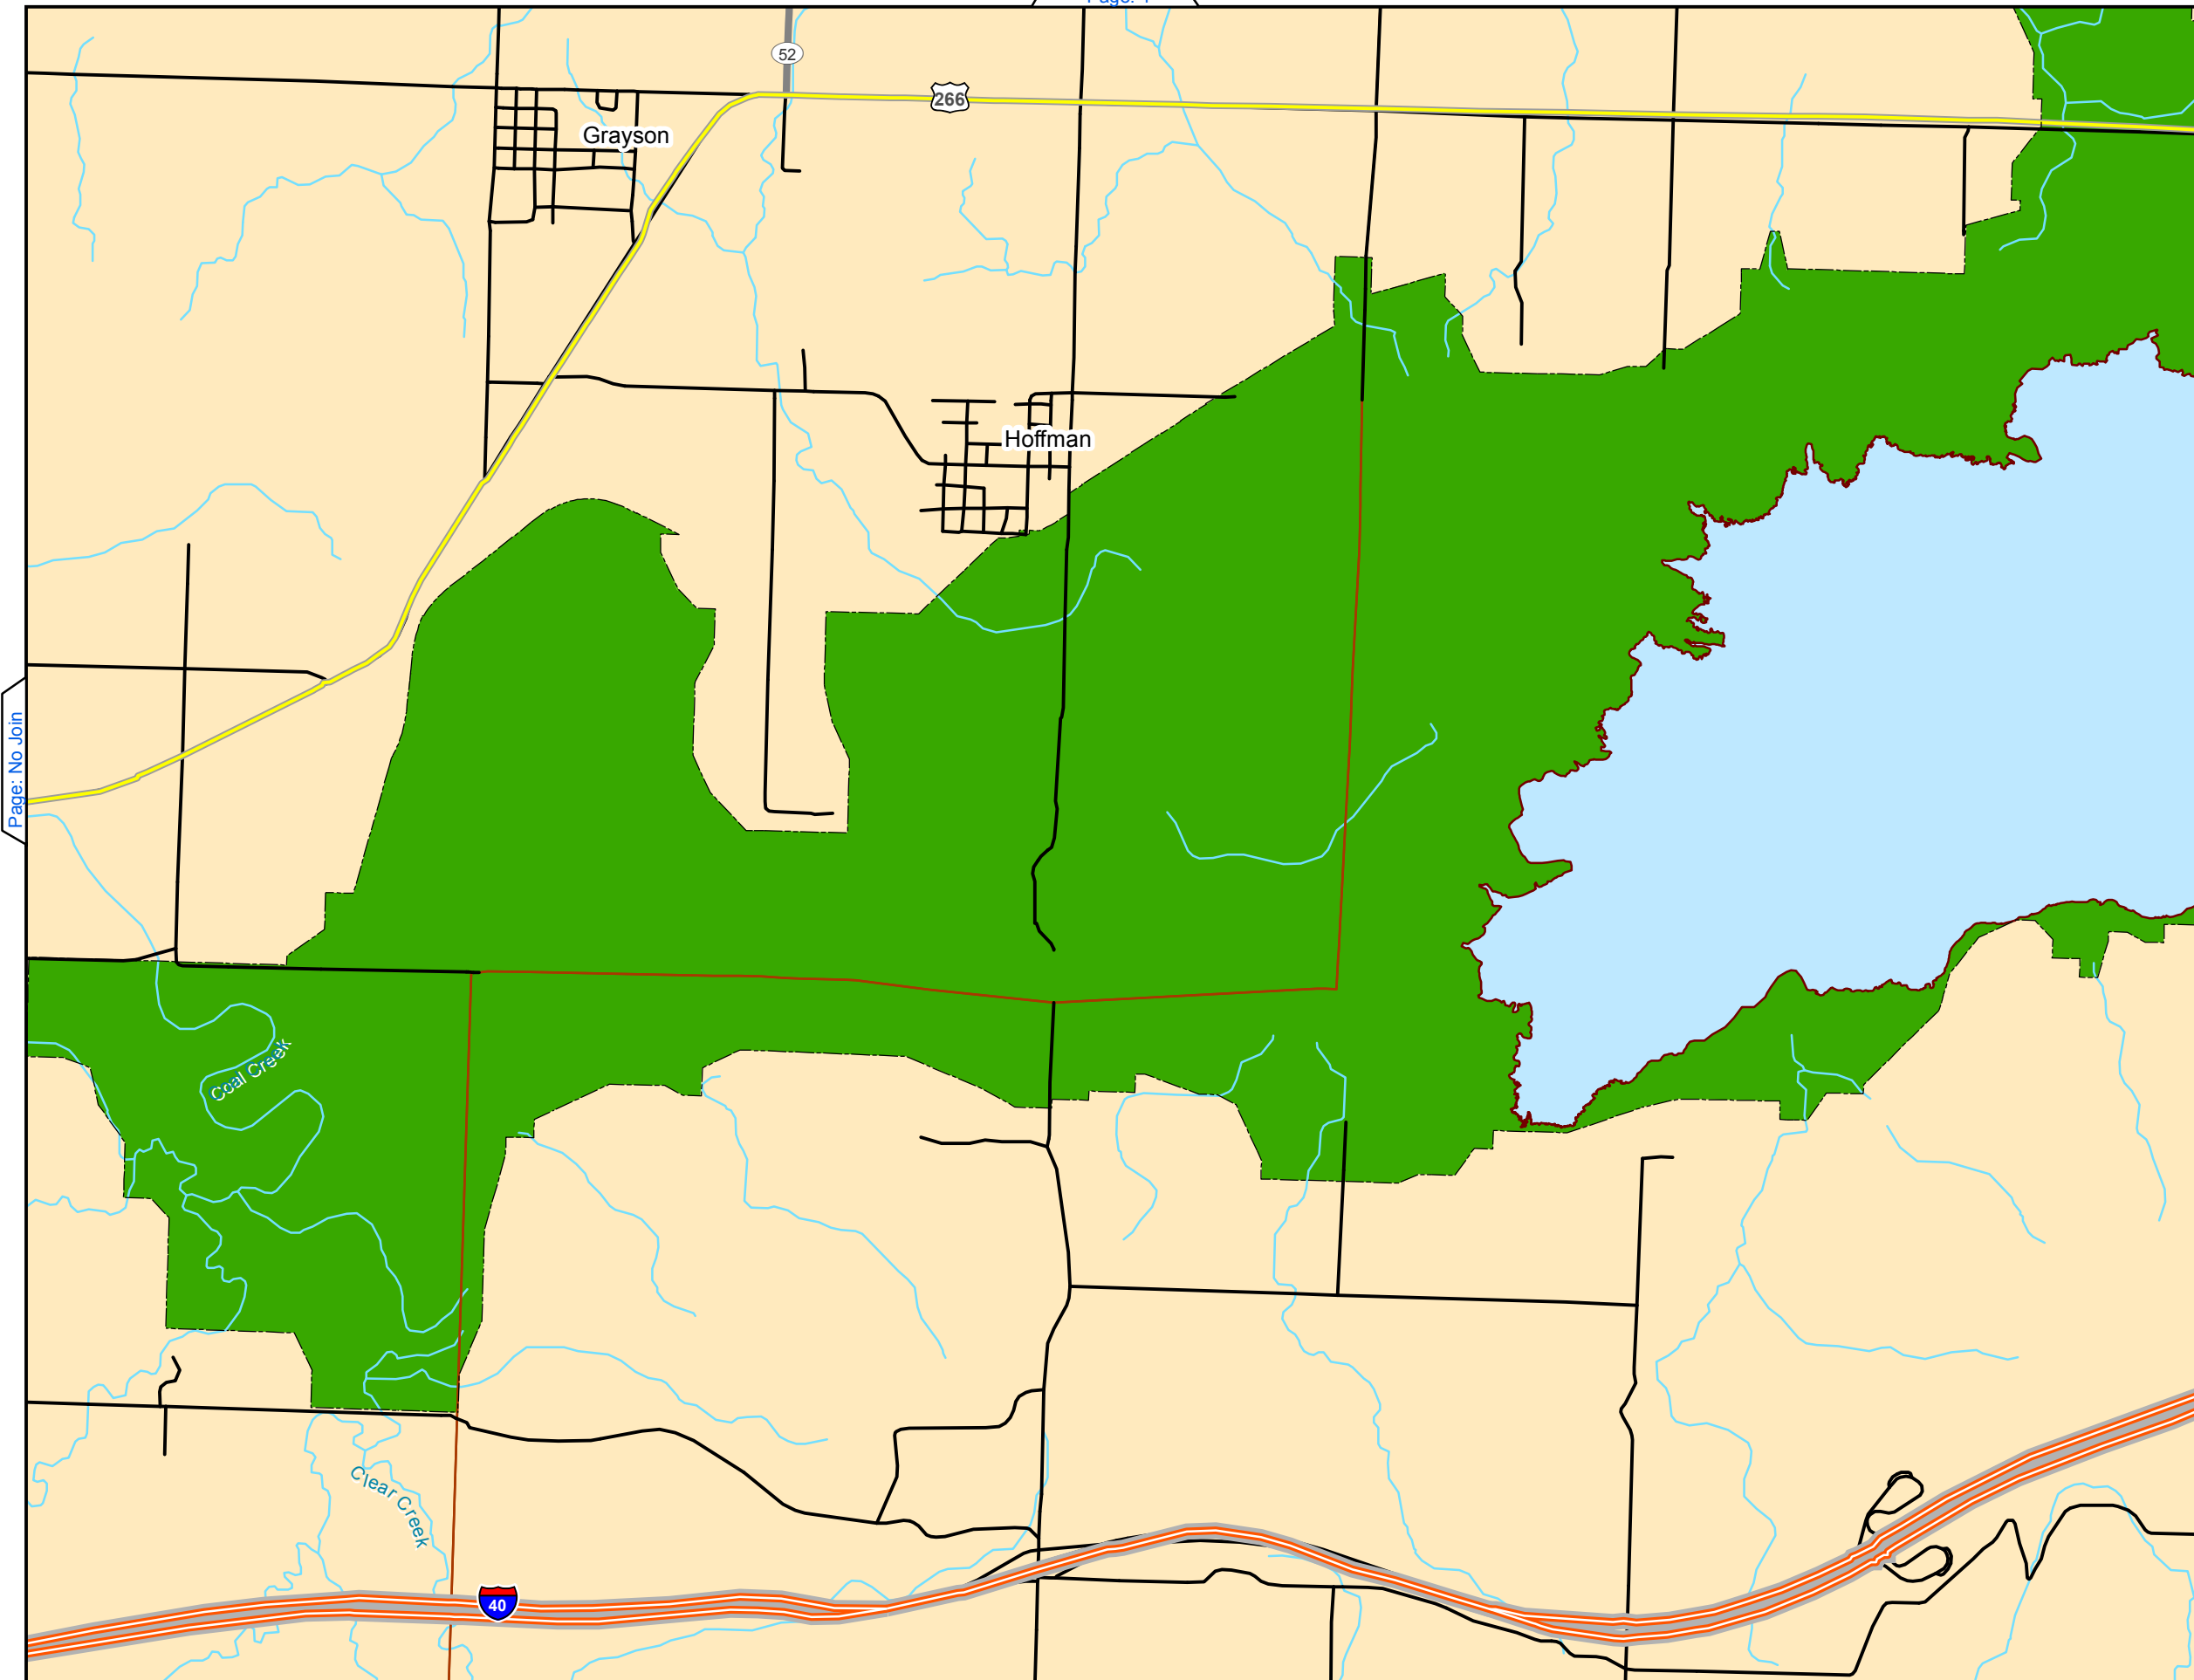 52
266
Grayson
Hoffman
Page: No Join
Coal Creek
Clear Creek
40